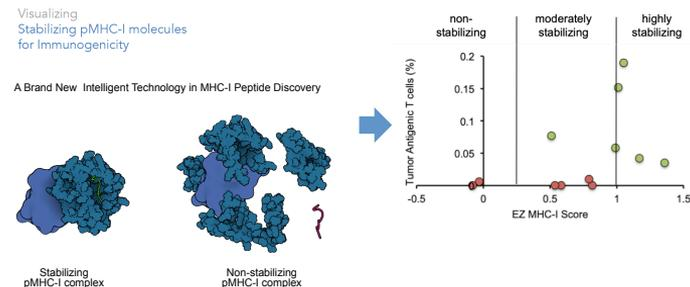 Visualizing
Stabilizing pMHC-I molecules
for Immunogenicity
A Brand New Intelligent Technology in MHC-I Peptide Discovery
Stabilizing
pMHC-I complex
Non-stabilizing
pMHC-I complex
non-
stabilizing
moderately
stabilizing
highly
stabilizing
Tumor Antigenic T cells (%)
0.2
0.15
0.1
0.05
-0.5
0
0.5
1
1.5
EZ MHC-I Score